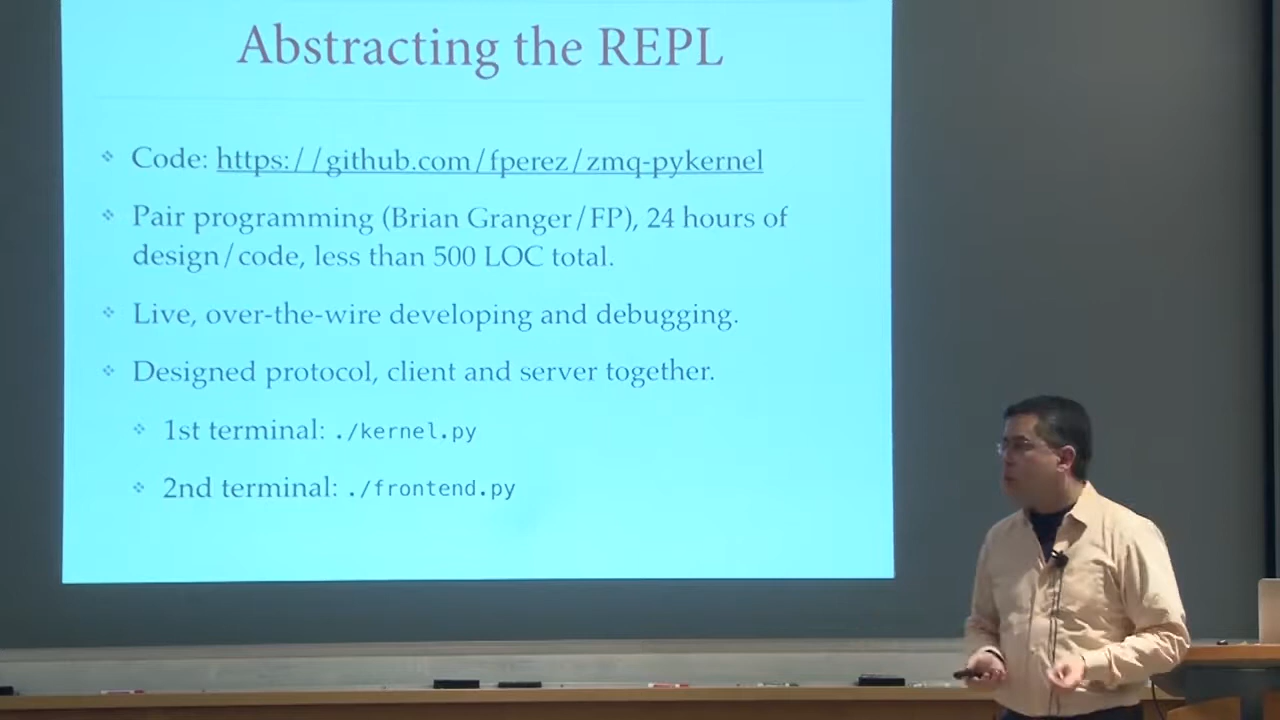 Abstracting the REPL
Code: https://github.com/fperez/zmq-pykernel
Pair programming (Brian Granger/FP), 24 hours of
design/code, less than 500 LOC total.
Live, over-the-wire developing and debugging.
Designed protocol, client and server together.
1st terminal: ./kernel.py
2nd terminal: ./frontend.py